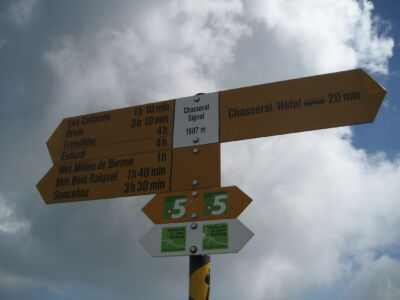 Les Colisses 1h 10 min
Orvin 3h 10 min
Frinvillier 4h
Evilard 4h
Mét. Milieu de Bienne 1h
Mét. Bois Raiguel 1h 40 min
Sonceboz 3h 30 min
Chasseral
Signal
1607 m
Chasseral/Hôtel 20 min
5 5